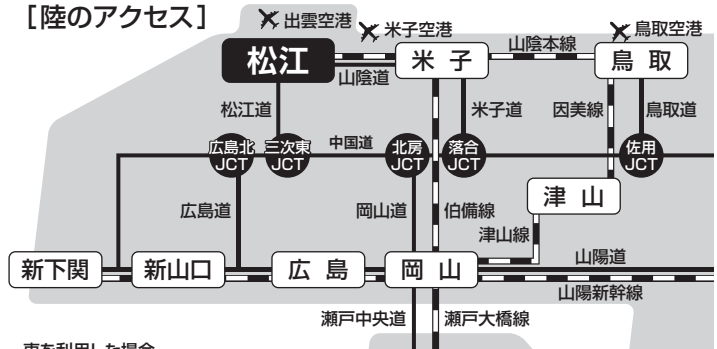 [陸のアクセス]
出雲空港
米子空港
鳥取空港
松江
米子
鳥取
山陰本線
山陰道
松江道
米子道
因美線
鳥取道
広島北
JCT
三次東
JCT
中国道
北房
JCT
落合
JCT
佐用
JCT
津山
広島道
岡山道
伯備線
津山線
新下関
新山口
広島
岡山
山陽道
山陽新幹線
瀬戸中央道
瀬戸大橋線